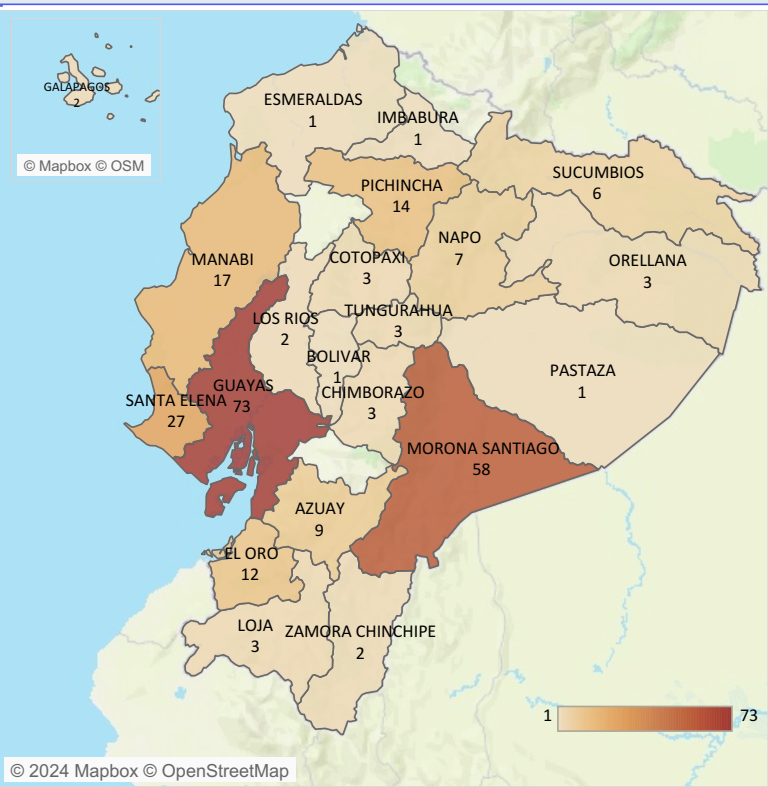 GALAPAGOS
2
© Mapbox © OSM
ESMERALDAS
1
IMBABURA
1
PICHINCHA
14
SUCUMBIOS
6
NAPO
7
MANABI
17
COTOPAXI
3
ORELLANA
3
LOS RIOS
2
TUNGURAHUA
3
BOLIVAR
1
PASTAZA
1
GUAYAS
73
SANTA ELENA
27
CHIMBORAZO
3
MORONA SANTIAGO
58
AZUAY
9
EL ORO
12
LOJA
3
ZAMORA CHINCHIPE
2
1
73
© 2024 Mapbox © OpenStreetMap